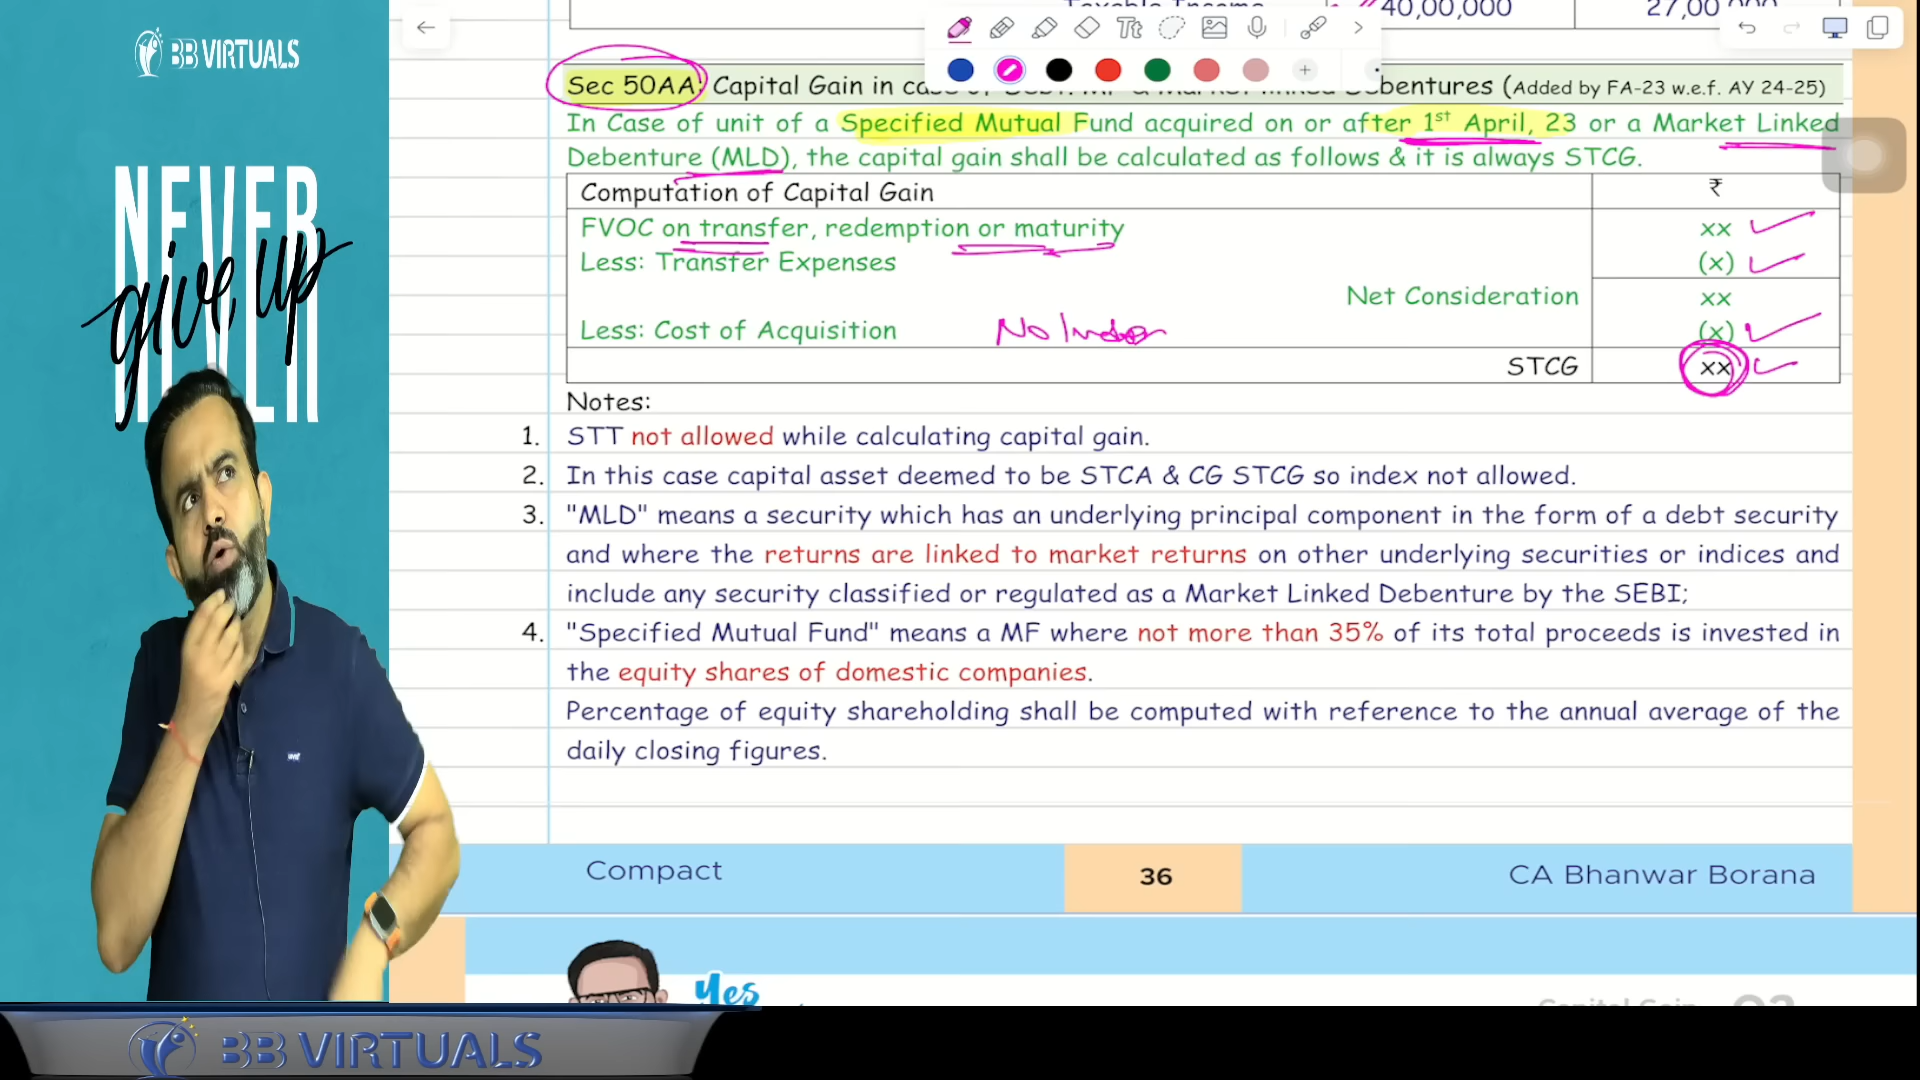 BB VIRTUALS
NEVER
give up
NEVER
40,00,000
Sec 50AA: Capital Gain in case of Debt. MF & Market linked Debentures (Added by FA-23 w.e.f. AY 24-25)
In Case of unit of a Specified Mutual Fund acquired on or after 1st April, 23 or a Market Linked
Debenture (MLD), the capital gain shall be calculated as follows & it is always STCG.
Computation of Capital Gain ₹
FVOC on transfer, redemption or maturity xx
Less: Transfer Expenses (x)
Net Consideration xx
Less: Cost of Acquisition No Index (x)
STCG xx
Notes:
1. STT not allowed while calculating capital gain.
2. In this case capital asset deemed to be STCA & CG STCG so index not allowed.
3. "MLD" means a security which has an underlying principal component in the form of a debt security
and where the returns are linked to market returns on other underlying securities or indices and
include any security classified or regulated as a Market Linked Debenture by the SEBI;
4. "Specified Mutual Fund" means a MF where not more than 35% of its total proceeds is invested in
the equity shares of domestic companies.
Percentage of equity shareholding shall be computed with reference to the annual average of the
daily closing figures.
Compact 36 CA Bhanwar Borana
Yes
BB VIRTUALS